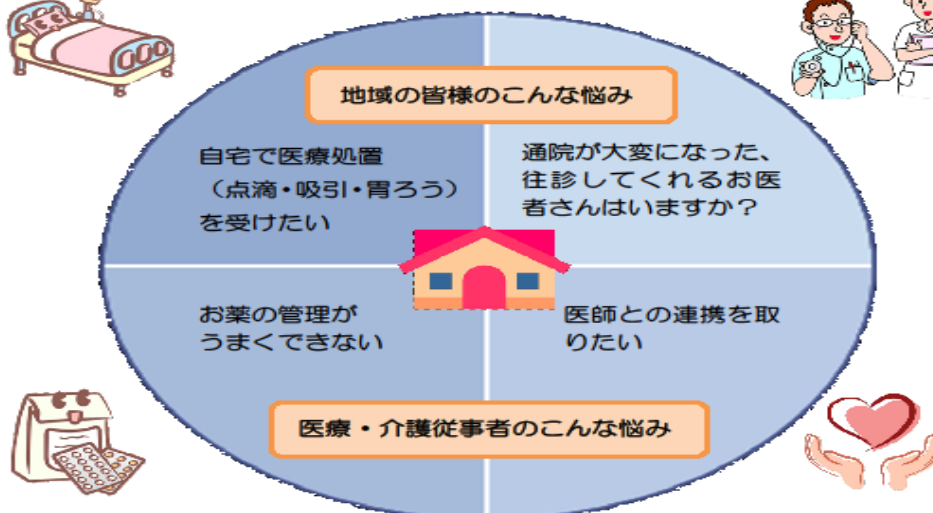 地域の皆様のこんな悩み
自宅で医療処置
（点滴・吸引・胃ろう）
を受けたい
通院が大変になった、
往診してくれるお医
者さんはいますか？
お薬の管理が
うまくできない
医師との連携を取
りたい
医療・介護従事者のこんな悩み